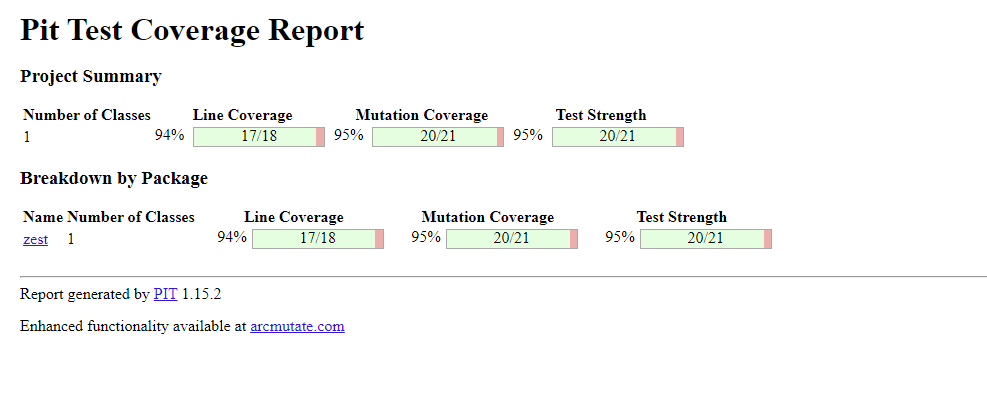 Pit Test Coverage Report
Project Summary
Number of Classes Line Coverage Mutation Coverage Test Strength
1 94% 17/18 95% 20/21 95% 20/21
Breakdown by Package
Name Number of Classes Line Coverage Mutation Coverage Test Strength
zest 1 94% 17/18 95% 20/21 95% 20/21
Report generated by PIT 1.15.2
Enhanced functionality available at arcmutate.com